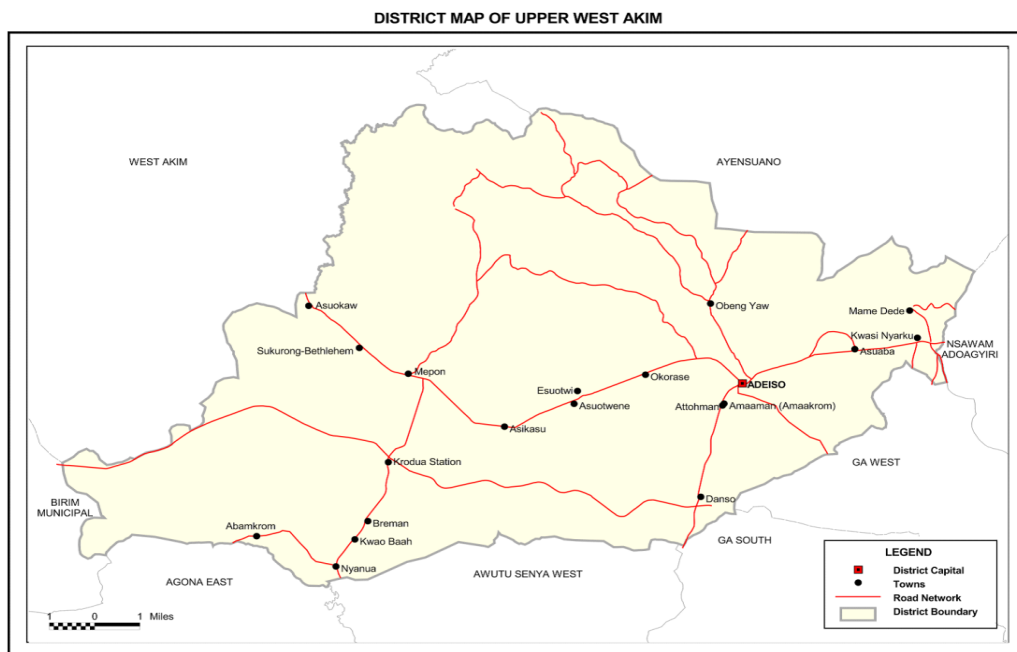 DISTRICT MAP OF UPPER WEST AKIM
WEST AKIM
AYENSUANO
Asuokaw
Obeng Yaw
Mame Dede
Kwasi Nyarku
NSAWAM
ADOAGYIRI
Sukurong-Bethlehem
Asuaba
Mepon
Okorase
ADEISO
Esuotwi
Asuotwene
Attohman
Amaaman (Amaakrom)
Asikasu
Krodua Station
GA WEST
BIRIM
MUNICIPAL
Danso
Abamkrom
Breman
Kwao Baah
GA SOUTH
Nyanua
AGONA EAST
AWUTU SENYA WEST
LEGEND
District Capital
Towns
Road Network
District Boundary
1 0 1 Miles